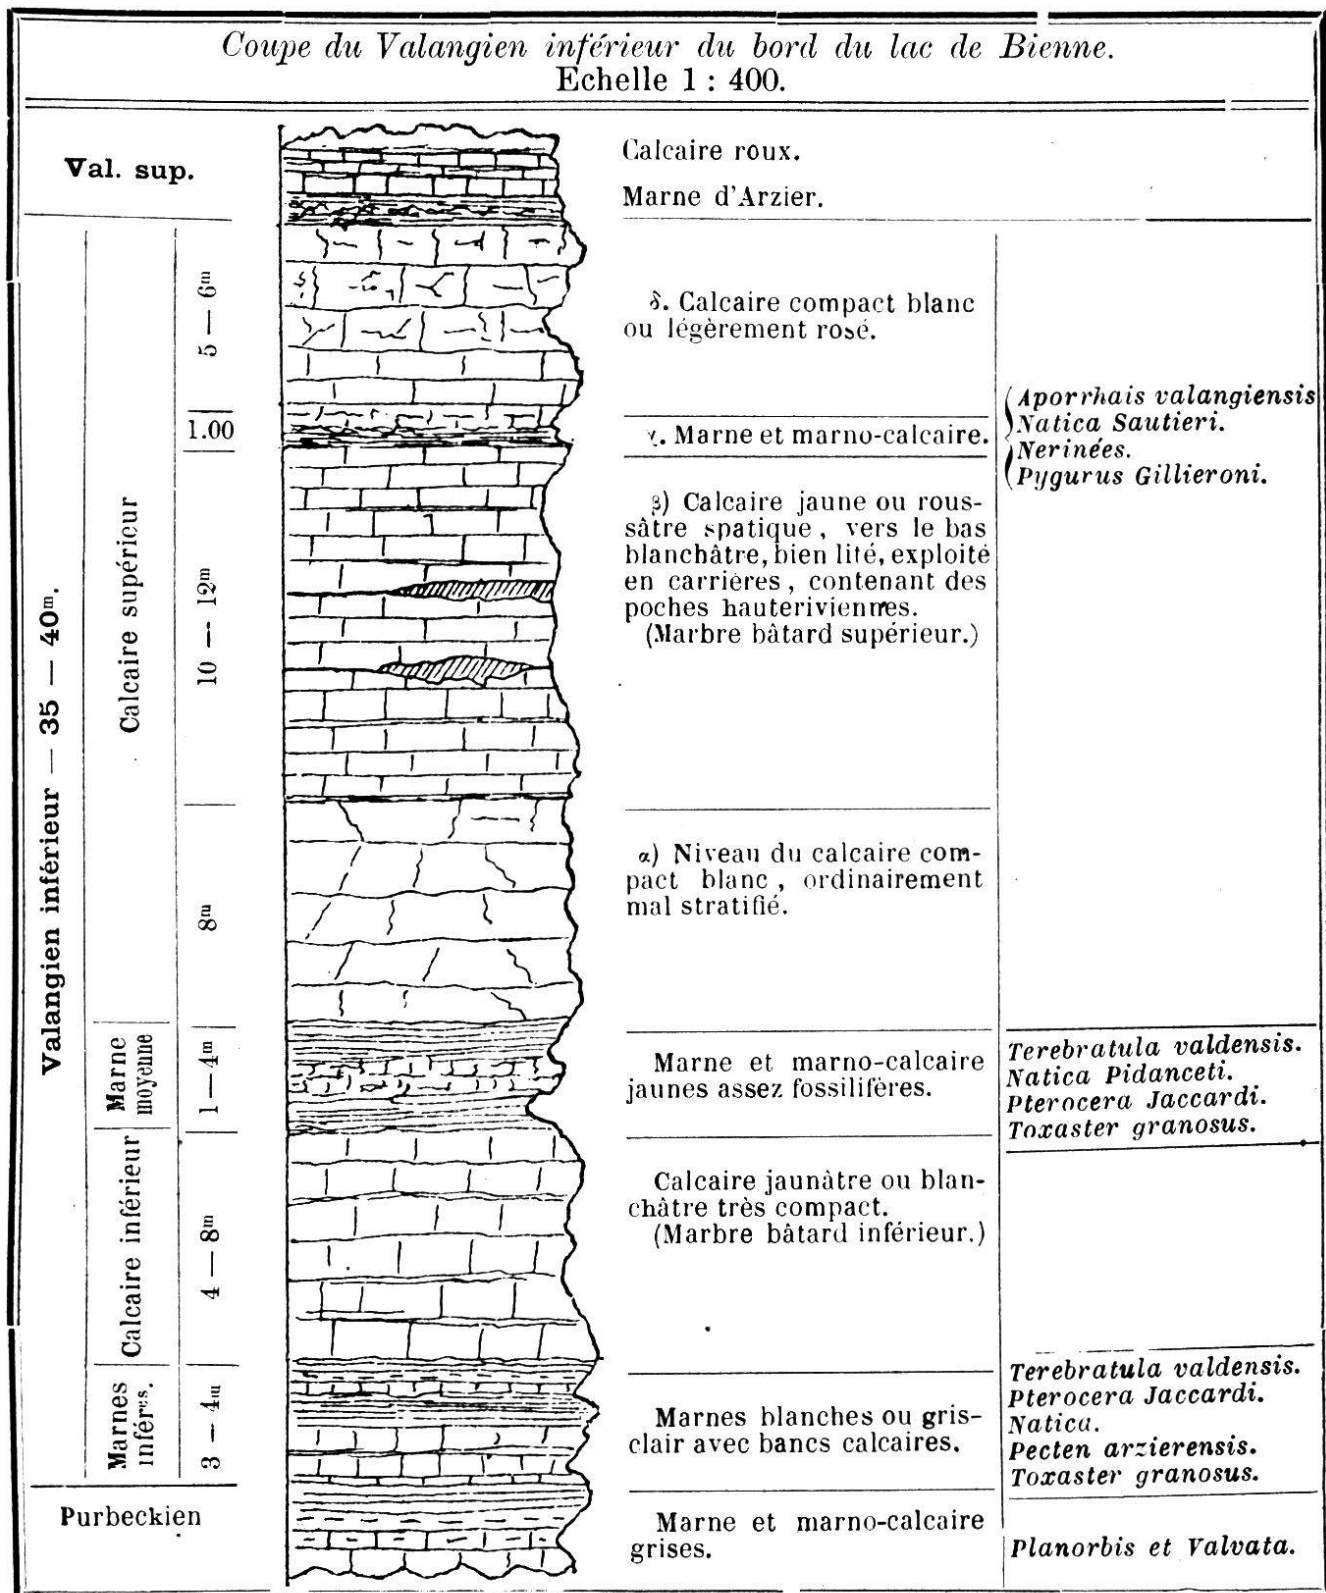 Coupe du Valangien inférieur du bord du lac de Bienne.
Echelle 1 : 400.
Val. sup.
Calcaire roux.
Marne d'Arzier.
Valangien inférieur — 35 — 40m.
Calcaire supérieur
5 — 6m
δ. Calcaire compact blanc
ou légèrement rosé.
1.00
γ. Marne et marno-calcaire.
Aporrhais valangiensis
Natica Sautieri.
Nerinées.
Pygurus Gillieroni.
10 — 12m
β) Calcaire jaune ou rous-
sâtre spatique, vers le bas
blanchâtre, bien lité, exploité
en carrières, contenant des
poches hauteriviennes.
(Marbre bâtard supérieur.)
8m
α) Niveau du calcaire com-
pact blanc, ordinairement
mal stratifié.
Marne
moyenne
1—4m
Marne et marno-calcaire
jaunes assez fossilifères.
Terebratula valdensis.
Natica Pidanceti.
Pterocera Jaccardi.
Toxaster granosus.
Calcaire inférieur
4 — 8m
Calcaire jaunâtre ou blan-
châtre très compact.
(Marbre bâtard inférieur.)
Marnes
inférès.
3 — 4m
Marnes blanches ou gris-
clair avec bancs calcaires.
Terebratula valdensis.
Pterocera Jaccardi.
Natica.
Pecten arzierensis.
Toxaster granosus.
Purbeckien
Marne et marno-calcaire
grises.
Planorbis et Valvata.